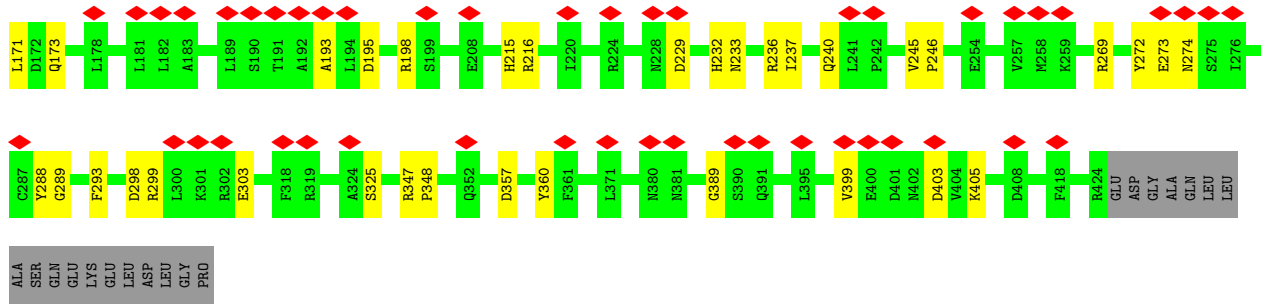 L171 D172 Q173 L178 L181 L182 A183 L189 S190 T191 A192 A193 L194 D195 R198 S199 E208 H215 R216 I220 R224 N228 D229 H232 N233 R236 I237 Q240 L241 P242 V245 P246 E254 V257 M258 K259 R269 Y272 E273 N274 S275 I276
C287 Y288 G289 F293 D298 R299 L300 K301 R302 E303 F318 R319 A324 S325 R347 P348 Q352 D357 Y360 F361 L371 N380 N381 G389 S390 Q391 L395 V399 E400 D401 N402 D403 V404 K405 D408 F418 R424 GLU ASP GLY ALA GLN LEU LEU
ALA SER GLN GLU LYS GLU LEU ASP LEU GLY PRO